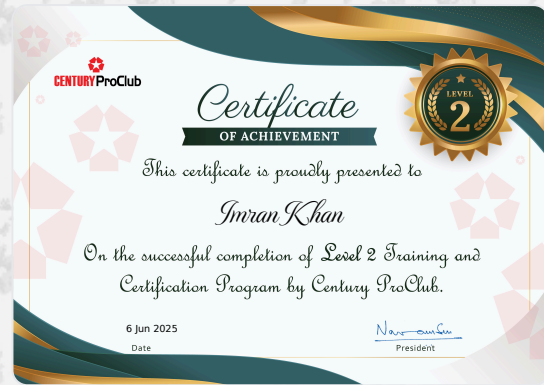 CENTURY ProClub
Certificate
OF ACHIEVEMENT
LEVEL
2
This certificate is proudly presented to
Imran Khan
On the successful completion of Level 2 Training and
Certification Program by Century ProClub.
6 Jun 2025
Date
President